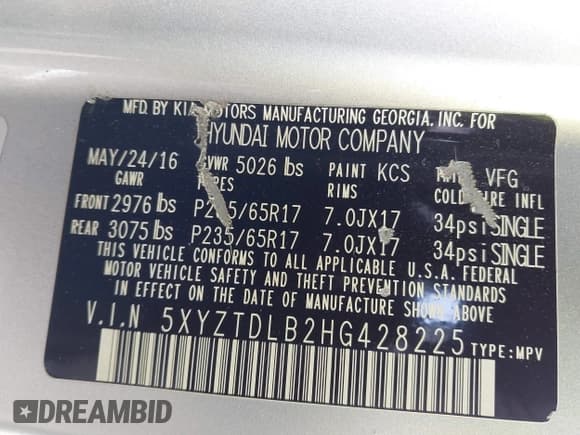 MFD. BY KIA MOTORS MANUFACTURING GEORGIA, INC. FOR
HYUNDAI MOTOR COMPANY
MAY/24/16 GVWR 5026 lbs PAINT KCS VFG
GAWR RIMS COLD INFL
FRONT 2976 lbs /65R17 7.0JX17 34psi SINGLE
REAR 3075 lbs P235/65R17 7.0JX17 34psi SINGLE
THIS VEHICLE CONFORMS TO ALL APPLICABLE U.S.A. FEDERAL
MOTOR VEHICLE SAFETY AND THEFT PREVENTION STANDARDS
IN EFFECT ON THE DATE OF MANUFACTURE SHOWN ABOVE
V.I.N 5XYZTDLB2HG428225 TYPE:MPV
DREAMBID